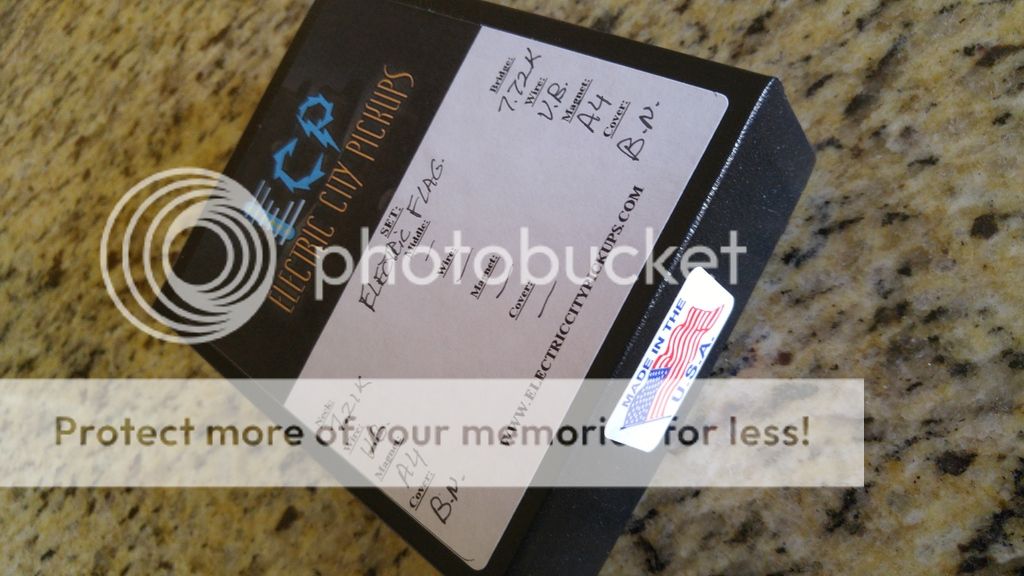 ECP
ELECTRIC CITY PICKUPS
SET:
ELECTRIC FLAG
Neck:
Wire:
Magnet:
A4
Cover:
B.N.
Middle:
Wire:
Magnet:
Cover:
Bridge:
7.72K
Wire:
V.B.
Magnet:
A4
Cover:
B.N.
WWW.ELECTRICCITYPICKUPS.COM
MADE IN THE
U.S.A.
photobucket
Protect more of your memories for less!